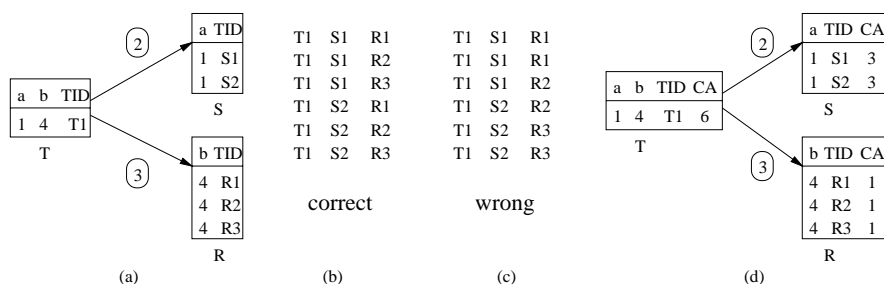 a TID
1 S1
1 S2
S
2
a b TID
1 4 T1
T
3
b TID
4 R1
4 R2
4 R3
R
(a)
T1 S1 R1
T1 S1 R2
T1 S1 R3
T1 S2 R1
T1 S2 R2
T1 S2 R3
correct
(b)
T1 S1 R1
T1 S1 R1
T1 S1 R2
T1 S2 R2
T1 S2 R3
T1 S2 R3
wrong
(c)
a TID CA
1 S1 3
1 S2 3
S
2
a b TID CA
1 4 T1 6
T
3
b TID CA
4 R1 1
4 R2 1
4 R3 1
R
(d)